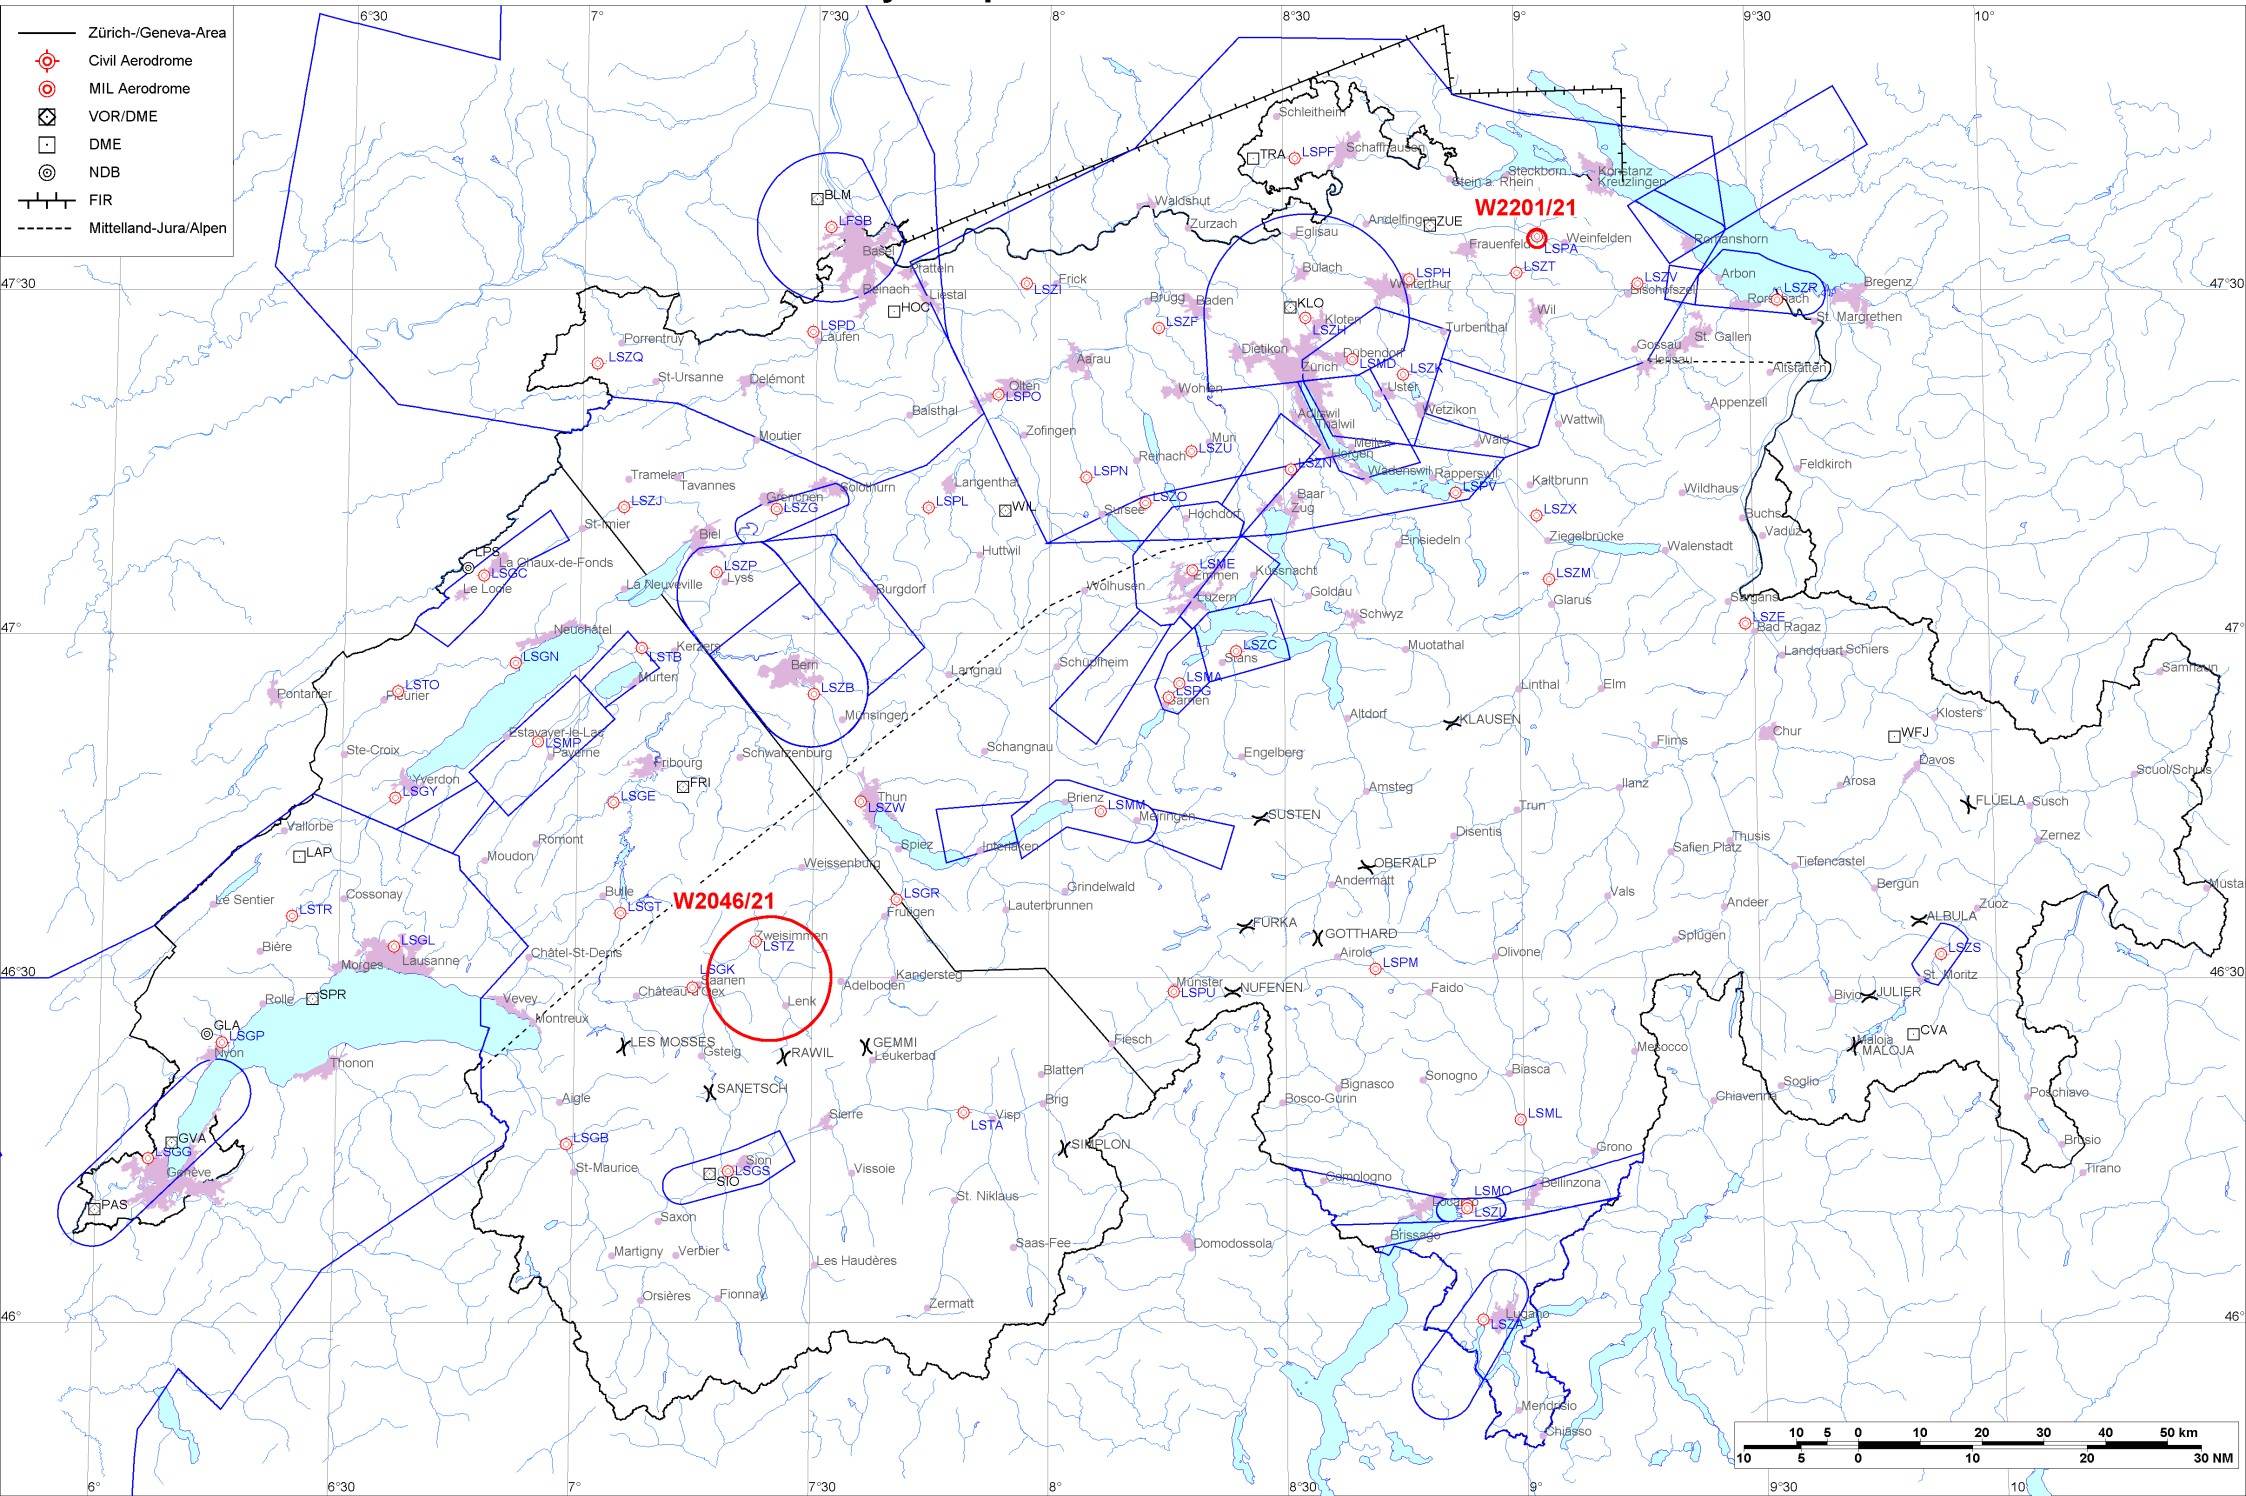 6°30
7°
7°30
8°
8°30
9°
9°30
10°
Zürich-/Geneva-Area
Civil Aerodrome
MIL Aerodrome
VOR/DME
DME
NDB
FIR
Mittelland-Jura/Alpen
Schleitheim
TRA
LSPF
Schaffhausen
Steckborn
Stein a. Rhein
Konstanz
Kreuzlingen
BLM
Waldshut
W2201/21
LFSB
Zurzach
Eglisau
Andelfingen
ZUE
Basel
Frauenfeld
LSPA
Weinfelden
Romanshorn
Pratteln
Bülach
LSPH
LSZT
LSZV
Arbon
Bregenz
47°30
47°30
Reinach
Liestal
LSZI
Frick
Winterthur
Bischofszell
LSZR
Rorschach
HOC
Brugg
Baden
KLO
Kloten
LSZH
Wil
St. Margrethen
LSPD
Laufen
LSZF
Turbenthal
St. Gallen
Porrentruy
Dietikon
Dübendorf
LSMD
Gossau
Herisau
LSZQ
Aarau
Zürich
LSZK
Altstätten
St-Ursanne
Delémont
Olten
LSPO
Wohlen
Uster
Wetzikon
Appenzell
Balsthal
Adliswil
Thalwil
Wattwil
Moutier
Zofingen
Muri
LSZU
Meilen
Wald
Horgen
Reinach
LSZN
Feldkirch
Tramelan
Tavannes
LSPN
Wädenswil
Rapperswil
Kaltbrunn
Langenthal
Solothurn
Grenchen
LSPV
Wildhaus
LSZJ
LSZG
LSPL
WIL
LSZO
Baar
Zug
LSZX
Buchs
Sursee
Hochdorf
St-Imier
Biel
Ziegelbrücke
Vaduz
LPS
La Chaux-de-Fonds
LSGC
Huttwil
Einsiedeln
Walenstadt
LSZP
Lyss
LSME
Emmen
Küssnacht
LSZM
Le Locle
La Neuveville
Burgdorf
Wolhusen
Luzern
Goldau
Glarus
Sargans
Schwyz
LSZE
Bad Ragaz
47°
47°
Neuchâtel
Kerzers
LSTB
LSGN
LSZC
Stans
Muotathal
Landquart
Schiers
Bern
Langnau
Schüpfheim
Samnaun
Murten
LSTO
Fleurier
LSZB
LSMA
LSPG
Sarnen
Linthal
Elm
Pontarlier
Münsingen
Altdorf
KLAUSEN
Klosters
Estavayer-le-Lac
LSMP
Payerne
Ste-Croix
Schwarzenburg
Schangnau
Engelberg
Flims
Chur
WFJ
Fribourg
Davos
Yverdon
LSGY
FRI
LSGE
Thun
LSZW
Brienz
LSMM
Meiringen
Amsteg
Ilanz
Arosa
Scuol/Schuls
SUSTEN
Trun
FLÜELA
Susch
Vallorbe
Romont
Disentis
Thusis
Zernez
LAP
Moudon
Spiez
Interlaken
Safien Platz
Weissenburg
OBERALP
Tiefencastel
Cossonay
Bulle
Grindelwald
Andermatt
Vals
Bergün
Le Sentier
W2046/21
LSGR
LSTR
LSGT
Frutigen
Lauterbrunnen
FURKA
Andeer
ALBULA
Zuoz
Zweisimmen
GOTTHARD
Splügen
Bière
LSGL
LSTZ
Châtel-St-Denis
Airolo
Olivone
LSZS
Morges
Lausanne
LSGK
LSPM
46°30
46°30
Saanen
Kandersteg
Adelboden
Münster
LSPU
NUFENEN
Faido
St. Moritz
Rolle
SPR
Vevey
Château-d'Oex
Lenk
Bivio
JULIER
Montreux
GLA
LSGP
Nyon
LES MOSSES
Gsteig
RAWIL
GEMMI
Leukerbad
Fiesch
Mesocco
CVA
Maloja
MALOJA
Thonon
Blatten
Biasca
SANETSCH
Bignasco
Sonogno
Soglio
Aigle
Brig
Bosco-Gurin
Chiavenna
Poschiavo
Sierre
LSTA
Visp
LSML
GVA
LSGB
SIMPLON
Grono
Brusio
LSGG
Genève
St-Maurice
Sion
LSGS
SIO
Vissoie
Comologno
Tirano
LSMO
Bellinzona
PAS
St. Niklaus
Locarno
LSZL
Saxon
Brissago
Martigny
Verbier
Les Haudères
Saas-Fee
Domodossola
Orsières
Fionnay
Zermatt
Lugano
LSZA
46°
46°
Mendrisio
Chiasso
10 5 0 10 20 30 40 50 km
10 5 0 10 20 30 NM
6°
6°30
7°
7°30
8°
8°30
9°
9°30
10°